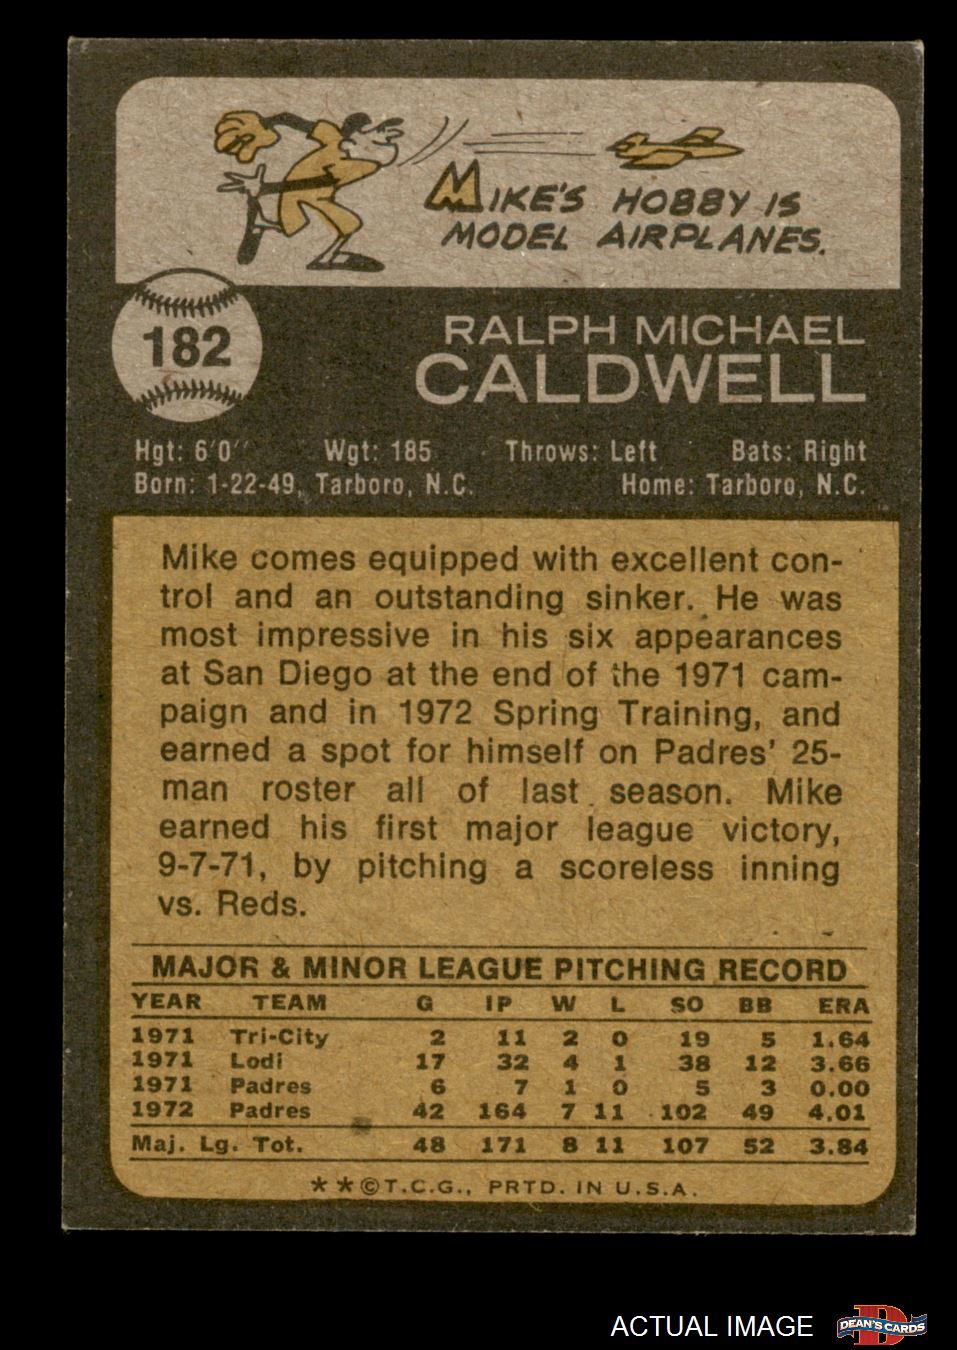 MIKE'S HOBBY IS
MODEL AIRPLANES.
182
RALPH MICHAEL
CALDWELL
Hgt: 6'0'' Wgt: 185 Throws: Left Bats: Right
Born: 1-22-49, Tarboro, N.C. Home: Tarboro, N.C.
Mike comes equipped with excellent con-
trol and an outstanding sinker. He was
most impressive in his six appearances
at San Diego at the end of the 1971 cam-
paign and in 1972 Spring Training, and
earned a spot for himself on Padres' 25-
man roster all of last season. Mike
earned his first major league victory,
9-7-71, by pitching a scoreless inning
vs. Reds.
MAJOR & MINOR LEAGUE PITCHING RECORD
YEAR TEAM G IP W L SO BB ERA
1971 Tri-City 2 11 2 0 19 5 1.64
1971 Lodi 17 32 4 1 38 12 3.66
1971 Padres 6 7 1 0 5 3 0.00
1972 Padres 42 164 7 11 102 49 4.01
Maj. Lg. Tot. 48 171 8 11 107 52 3.84
**©T.C.G., PRTD. IN U.S.A.
ACTUAL IMAGE
D
DEAN'S CARDS